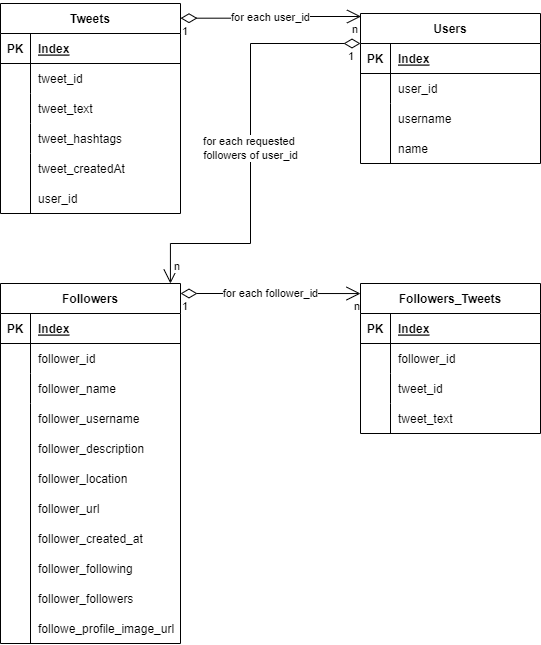 Tweets
PK Index
tweet_id
tweet_text
tweet_hashtags
tweet_createdAt
user_id
1
for each user_id
n
Users
PK Index
user_id
username
name
1
for each requested
followers of user_id
n
Followers
PK Index
follower_id
follower_name
follower_username
follower_description
follower_location
follower_url
follower_created_at
follower_following
follower_followers
followe_profile_image_url
1
for each follower_id
n
Followers_Tweets
PK Index
follower_id
tweet_id
tweet_text